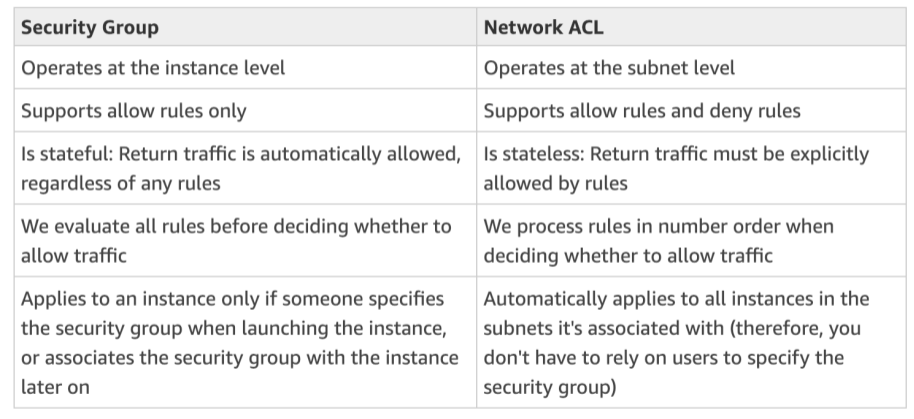 Security Group
Network ACL
Operates at the instance level
Operates at the subnet level
Supports allow rules only
Supports allow rules and deny rules
Is stateful: Return traffic is automatically allowed,
regardless of any rules
Is stateless: Return traffic must be explicitly
allowed by rules
We evaluate all rules before deciding whether to
allow traffic
We process rules in number order when
deciding whether to allow traffic
Applies to an instance only if someone specifies
the security group when launching the instance,
or associates the security group with the instance
later on
Automatically applies to all instances in the
subnets it's associated with (therefore, you
don't have to rely on users to specify the
security group)